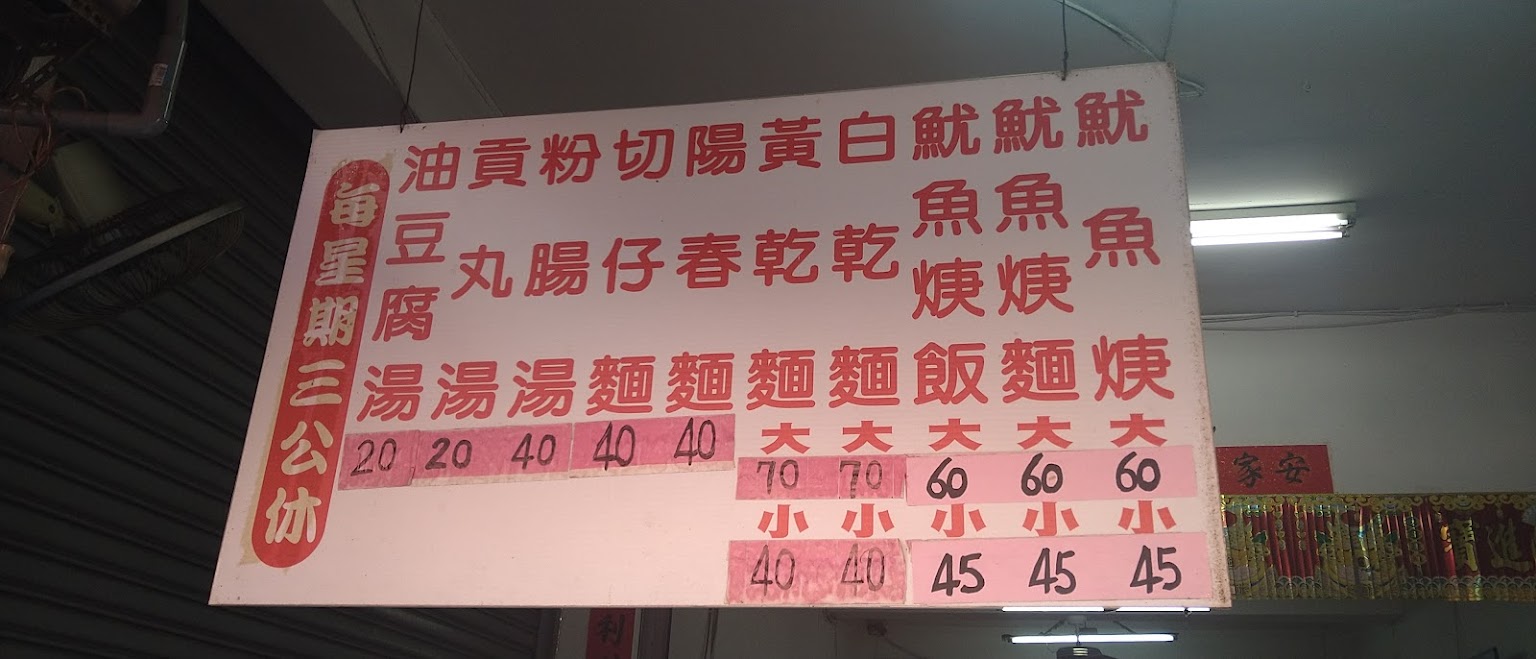 魷魚焿 大 60 小 45
魷魚焿麵 大 60 小 45
魷魚焿飯 大 60 小 45
白乾麵 大 70 小 40
黃乾麵 大 70 小 40
陽春麵 40
切仔麵 40
粉腸湯 40
貢丸湯 20
油豆腐湯 20
每星期三公休
安家
進寶
利